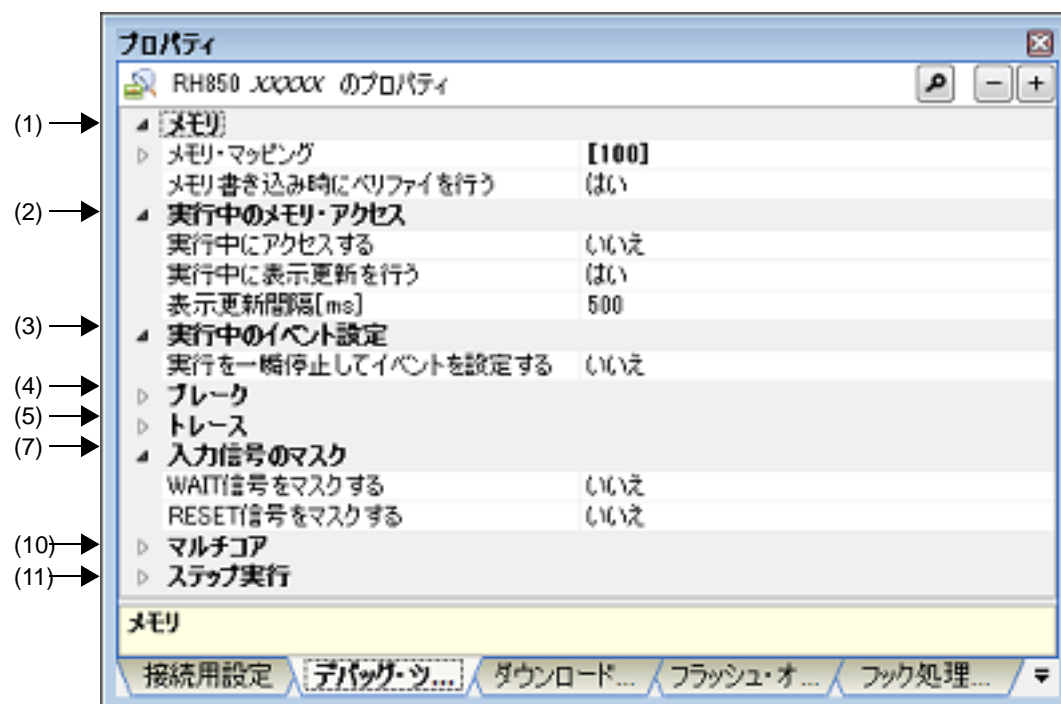 プロパティ
RH850 XXXXX のプロパティ
(1) メモリ
メモリ・マッピング [100]
メモリ書き込み時にベリファイを行う はい
(2) 実行中のメモリ・アクセス
実行中にアクセスする いいえ
実行中に表示更新を行う はい
表示更新間隔[ms] 500
(3) 実行中のイベント設定
実行を一瞬停止してイベントを設定する いいえ
(4) ブレーク
(5) トレース
(7) 入力信号のマスク
WAIT信号をマスクする いいえ
RESET信号をマスクする いいえ
(10) マルチコア
(11) ステップ実行
メモリ
接続用設定 デバッグ・ツ... ダウンロード... フラッシュ・オ... フック処理...